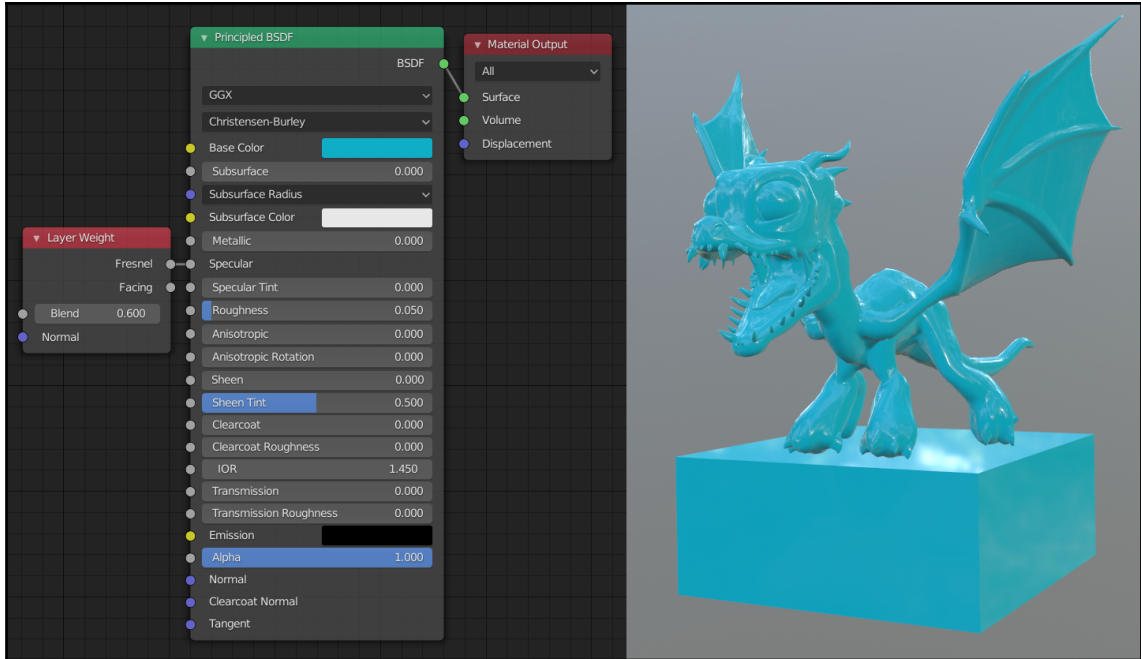 Layer Weight
Fresnel
Facing
Blend 0.600
Normal
Principled BSDF
BSDF
GGX
Christensen-Burley
Base Color
Subsurface 0.000
Subsurface Radius
Subsurface Color
Metallic 0.000
Specular
Specular Tint 0.000
Roughness 0.050
Anisotropic 0.000
Anisotropic Rotation 0.000
Sheen 0.000
Sheen Tint 0.500
Clearcoat 0.000
Clearcoat Roughness 0.000
IOR 1.450
Transmission 0.000
Transmission Roughness 0.000
Emission
Alpha 1.000
Normal
Clearcoat Normal
Tangent
Material Output
All
Surface
Volume
Displacement